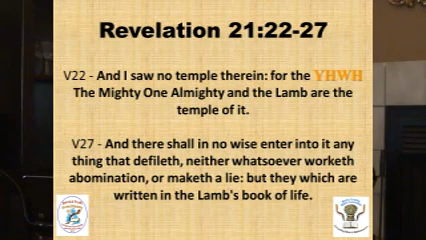 Revelation 21:22-27
V22 - And I saw no temple therein: for the YHWH
The Mighty One Almighty and the Lamb are the
temple of it.
V27 - And there shall in no wise enter into it any
thing that defileth, neither whatsoever worketh
abomination, or maketh a lie: but they which are
written in the Lamb's book of life.